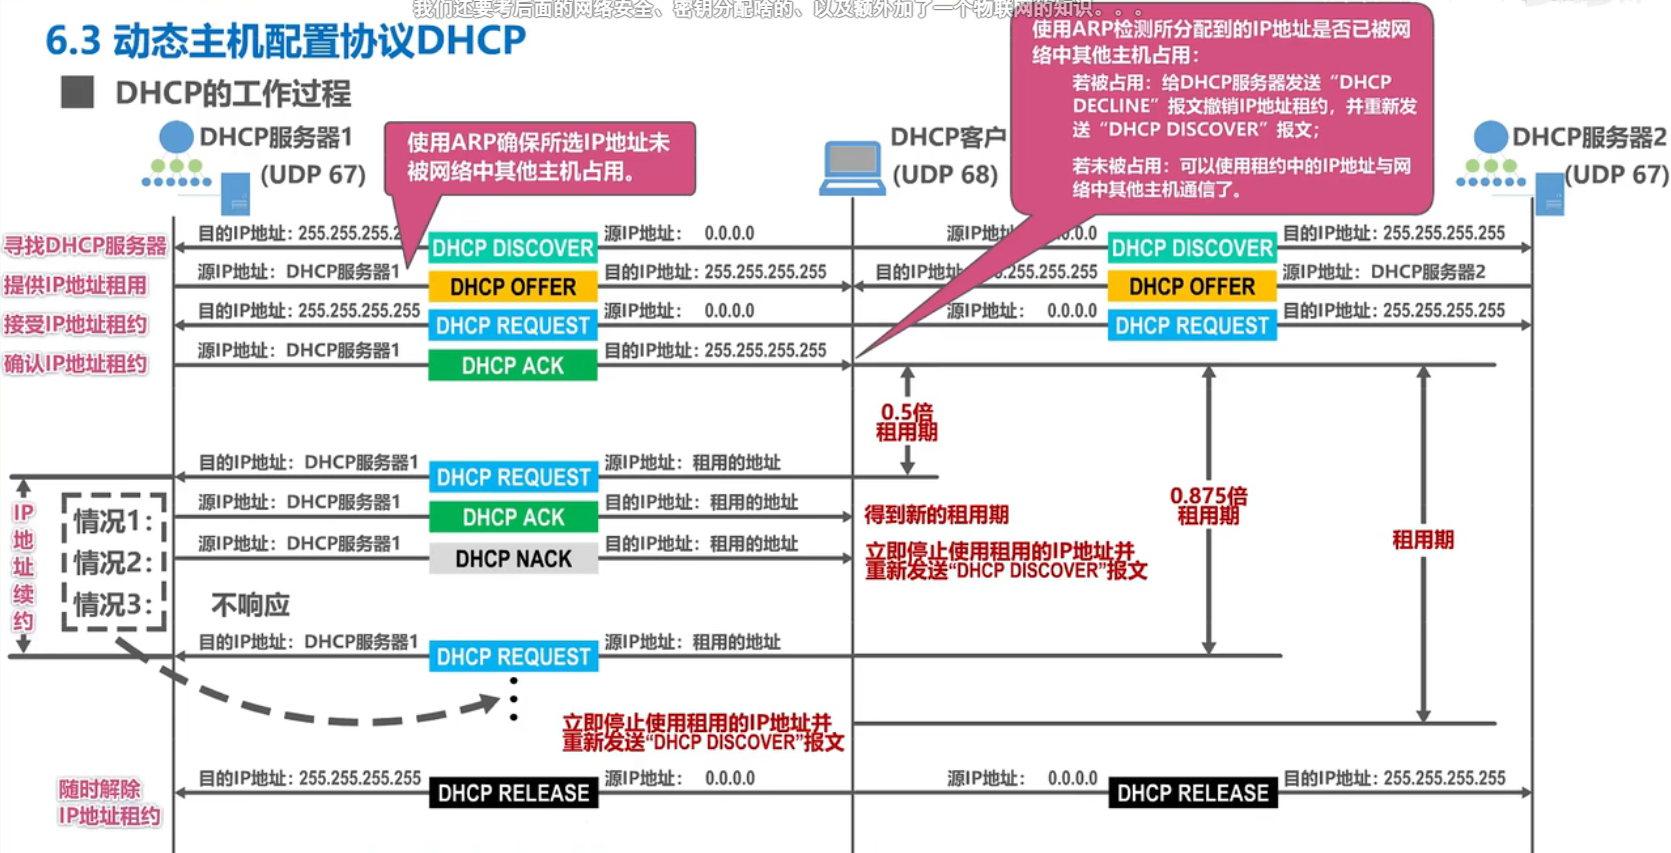 我们还要考后面的网络安全、密钥分配啥的、以及额外加了一个物联网的知识。。。
6.3 动态主机配置协议DHCP
DHCP的工作过程
使用ARP检测所分配到的IP地址是否已被网
络中其他主机占用：
若被占用：给DHCP服务器发送“DHCP
DECLINE”报文撤销IP地址租约，并重新发
送“DHCP DISCOVER”报文；
若未被占用：可以使用租约中的IP地址与网
络中其他主机通信了。
DHCP服务器1
(UDP 67)
使用ARP确保所选IP地址未
被网络中其他主机占用。
DHCP客户
(UDP 68)
DHCP服务器2
(UDP 67)
寻找DHCP服务器
目的IP地址：255.255.255.2
DHCP DISCOVER
源IP地址： 0.0.0.0
源IP地 .0.0.0
DHCP DISCOVER
目的IP地址：255.255.255.255
提供IP地址租用
源IP地址：DHCP服务器1
DHCP OFFER
目的IP地址：255.255.255.255
目的IP地 .255.255.255
DHCP OFFER
源IP地址：DHCP服务器2
接受IP地址租约
目的IP地址：255.255.255.255
DHCP REQUEST
源IP地址： 0.0.0.0
源IP地址： 0.0.0.0
DHCP REQUEST
目的IP地址：255.255.255.255
确认IP地址租约
源IP地址：DHCP服务器1
DHCP ACK
目的IP地址：255.255.255.255
0.5倍
租用期
0.875倍
租用期
租用期
IP地址续约
目的IP地址：DHCP服务器1
DHCP REQUEST
源IP地址：租用的地址
情况1：
源IP地址：DHCP服务器1
DHCP ACK
目的IP地址：租用的地址
得到新的租用期
情况2：
源IP地址：DHCP服务器1
DHCP NACK
目的IP地址：租用的地址
立即停止使用租用的IP地址并
重新发送“DHCP DISCOVER”报文
情况3：
不响应
目的IP地址：DHCP服务器1
DHCP REQUEST
源IP地址：租用的地址
立即停止使用租用的IP地址并
重新发送“DHCP DISCOVER”报文
随时解除
IP地址租约
目的IP地址：255.255.255.255
DHCP RELEASE
源IP地址： 0.0.0.0
源IP地址： 0.0.0.0
DHCP RELEASE
目的IP地址：255.255.255.255